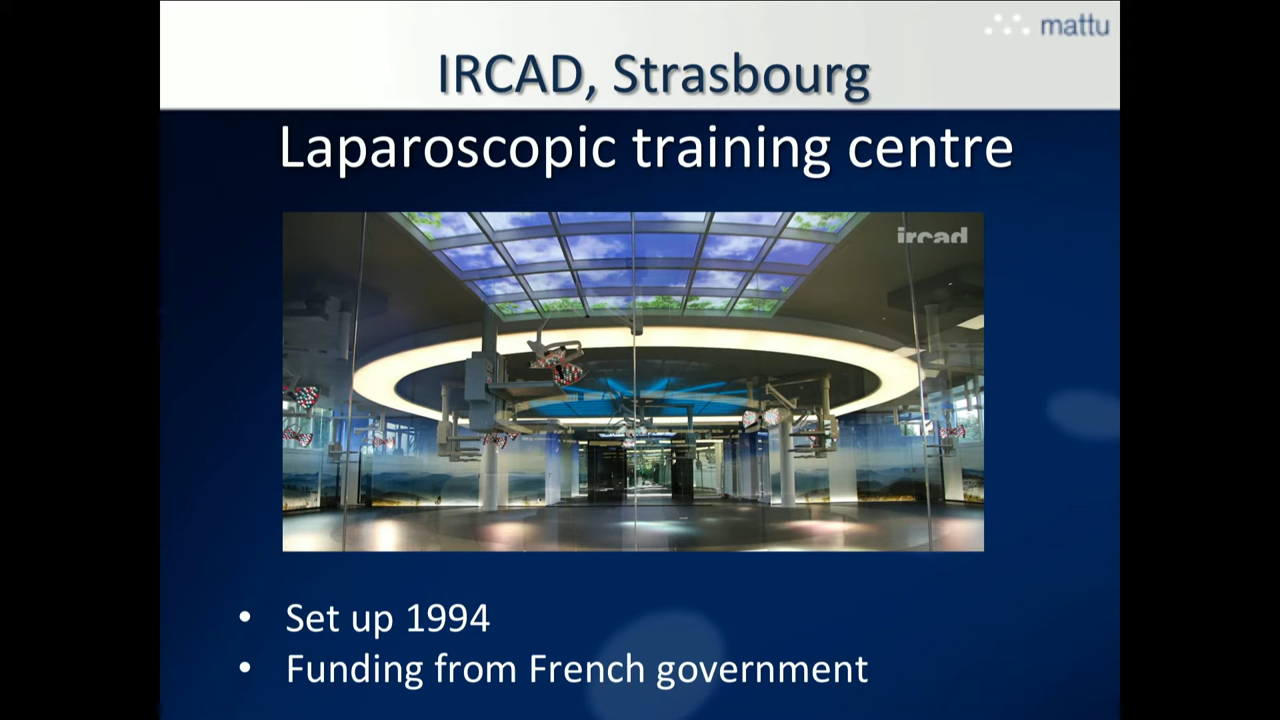 mattu
IRCAD, Strasbourg
Laparoscopic training centre
ircad
• Set up 1994
• Funding from French government